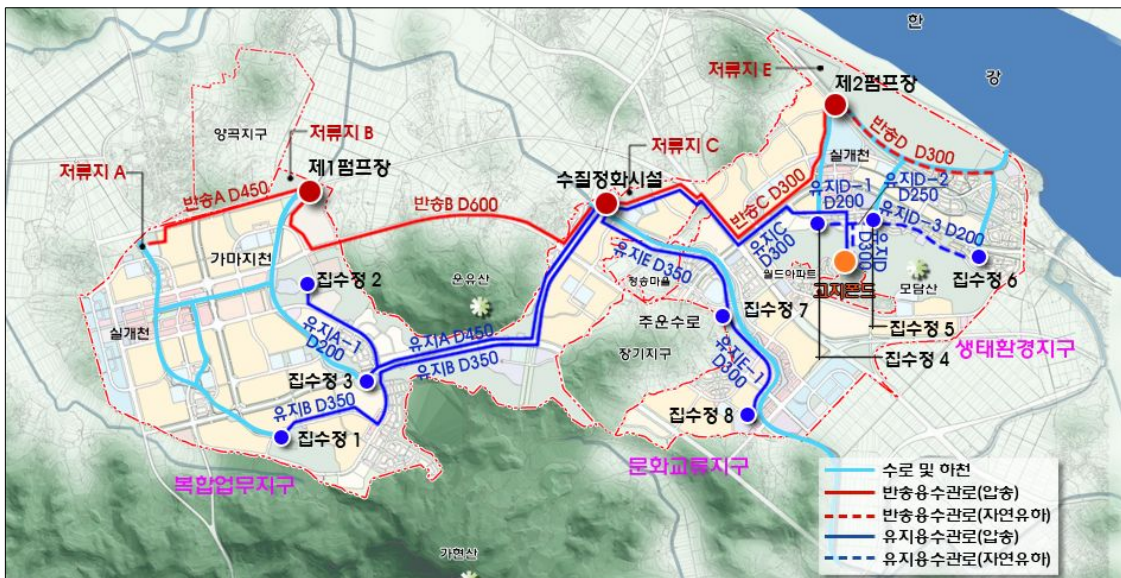 한
강
저류지 E
제2펌프장
양곡지구
저류지 B
저류지 A
제1펌프장
저류지 C
수질정화시설
실개천
반송D D300
반송A D450
반송B D600
반송C D300
유지D-1
D200
유지D-2
D250
유지D-3 D200
유지C
D300
유지D
D300
가마지천
집수정 2
운유산
유지E D350
청송마을
월드아파트
고지몬드
모담산
집수정 6
실개천
유지A-1
D200
유지A D450
유지B D350
주운수로
집수정 7
집수정 5
생태환경지구
장기지구
집수정 4
집수정 3
유지B D350
유지E-1
D300
집수정 8
집수정 1
복합업무지구
문화교류지구
가현산
수로 및 하천
반송용수관로(압송)
반송용수관로(자연유하)
유지용수관로(압송)
유지용수관로(자연유하)